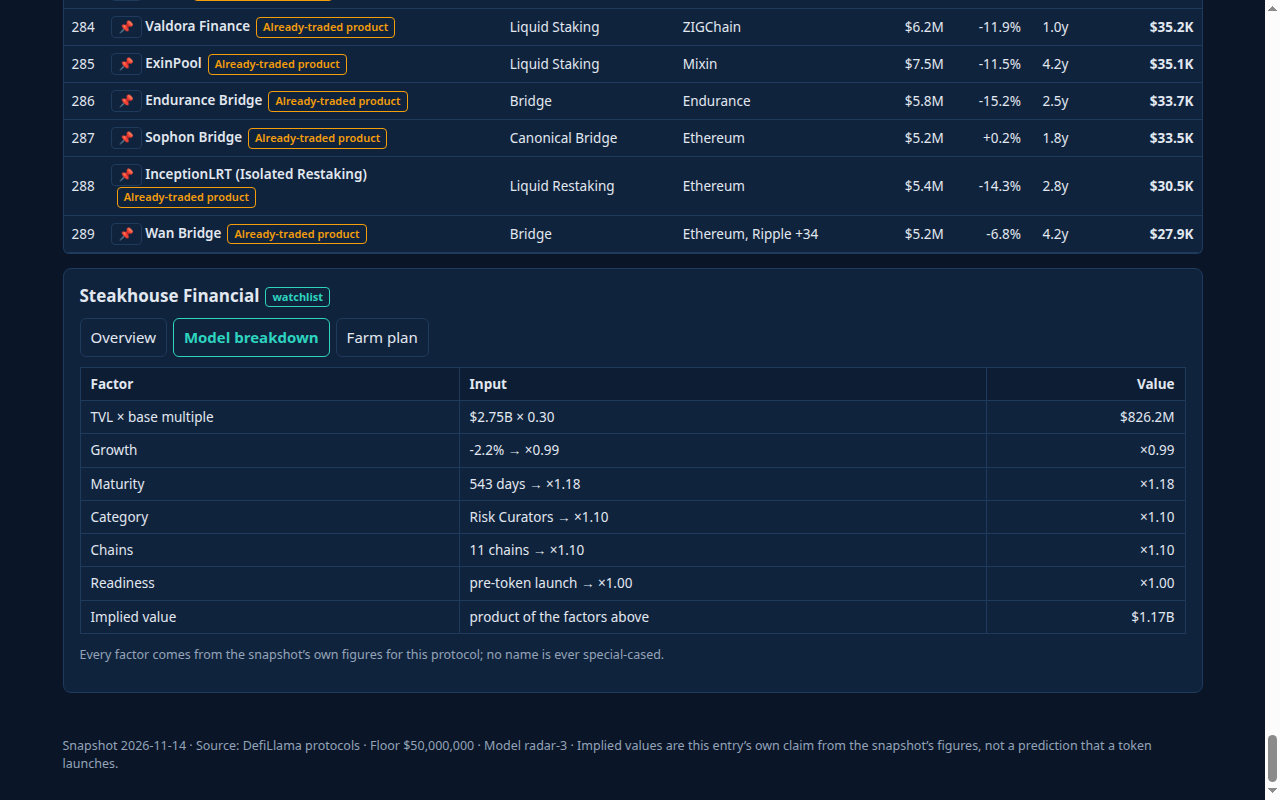 284 📌 Valdora Finance Already-traded product Liquid Staking ZIGChain $6.2M -11.9% 1.0y $35.2K
285 📌 ExinPool Already-traded product Liquid Staking Mixin $7.5M -11.5% 4.2y $35.1K
286 📌 Endurance Bridge Already-traded product Bridge Endurance $5.8M -15.2% 2.5y $33.7K
287 📌 Sophon Bridge Already-traded product Canonical Bridge Ethereum $5.2M +0.2% 1.8y $33.5K
288 📌 InceptionLRT (Isolated Restaking) Already-traded product Liquid Restaking Ethereum $5.4M -14.3% 2.8y $30.5K
289 📌 Wan Bridge Already-traded product Bridge Ethereum, Ripple +34 $5.2M -6.8% 4.2y $27.9K
Steakhouse Financial watchlist
Overview Model breakdown Farm plan
Factor Input Value
TVL × base multiple $2.75B × 0.30 $826.2M
Growth -2.2% → ×0.99 ×0.99
Maturity 543 days → ×1.18 ×1.18
Category Risk Curators → ×1.10 ×1.10
Chains 11 chains → ×1.10 ×1.10
Readiness pre-token launch → ×1.00 ×1.00
Implied value product of the factors above $1.17B
Every factor comes from the snapshot's own figures for this protocol; no name is ever special-cased.
Snapshot 2026-11-14 · Source: DefiLlama protocols · Floor $50,000,000 · Model radar-3 · Implied values are this entry's own claim from the snapshot's figures, not a prediction that a token
launches.